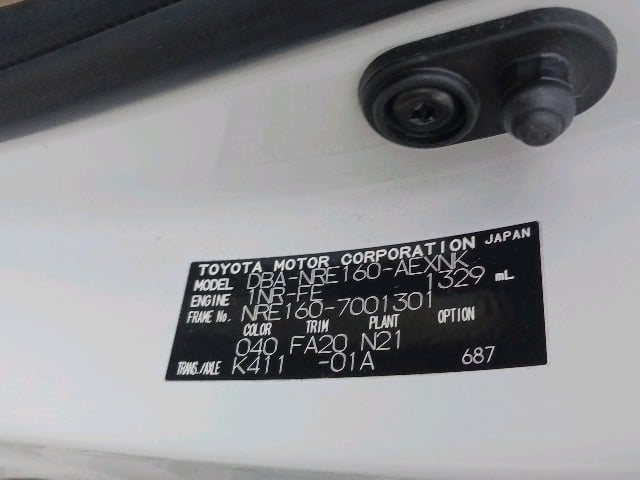 TOYOTA MOTOR CORPORATION JAPAN
MODEL DBA-NRE160-AEXNK
ENGINE 1NR-FE 1329 mL
FRAME No. NRE160-7001301
COLOR TRIM PLANT OPTION
040 FA20 N21
TRANS./AXLE K411 -01A 687